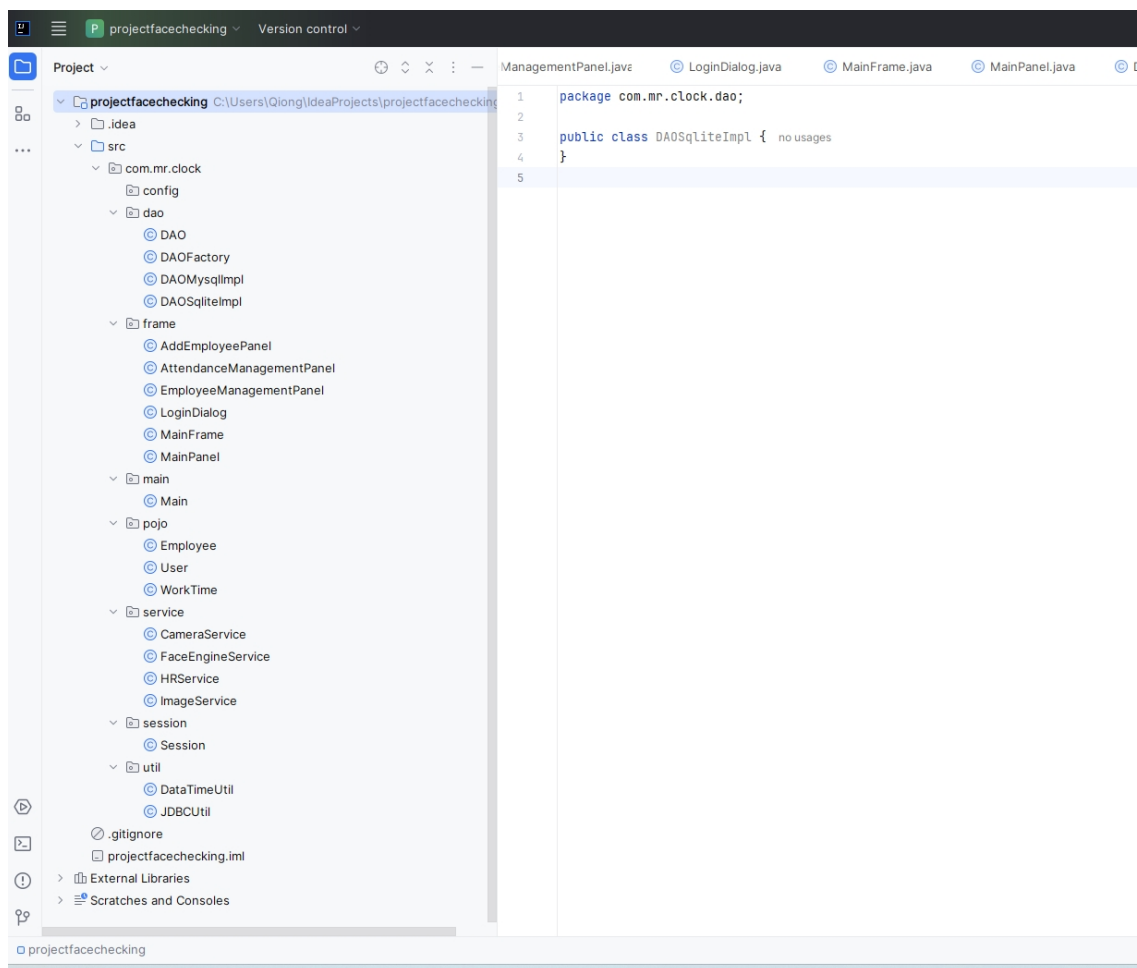 projectfacechecking Version control
Project
projectfacechecking C:\Users\Qiong\IdeaProjects\projectfacechecking
.idea
src
com.mr.clock
config
dao
DAO
DAOFactory
DAOMysqlImpl
DAOSqliteImpl
frame
AddEmployeePanel
AttendanceManagementPanel
EmployeeManagementPanel
LoginDialog
MainFrame
MainPanel
main
Main
pojo
Employee
User
WorkTime
service
CameraService
FaceEngineService
HRService
ImageService
session
Session
util
DataTimeUtil
JDBCUtil
.gitignore
projectfacechecking.iml
External Libraries
Scratches and Consoles
ManagementPanel.java LoginDialog.java MainFrame.java MainPanel.java
1 package com.mr.clock.dao;
2
3 public class DAOSqliteImpl { no usages
4 }
5
projectfacechecking